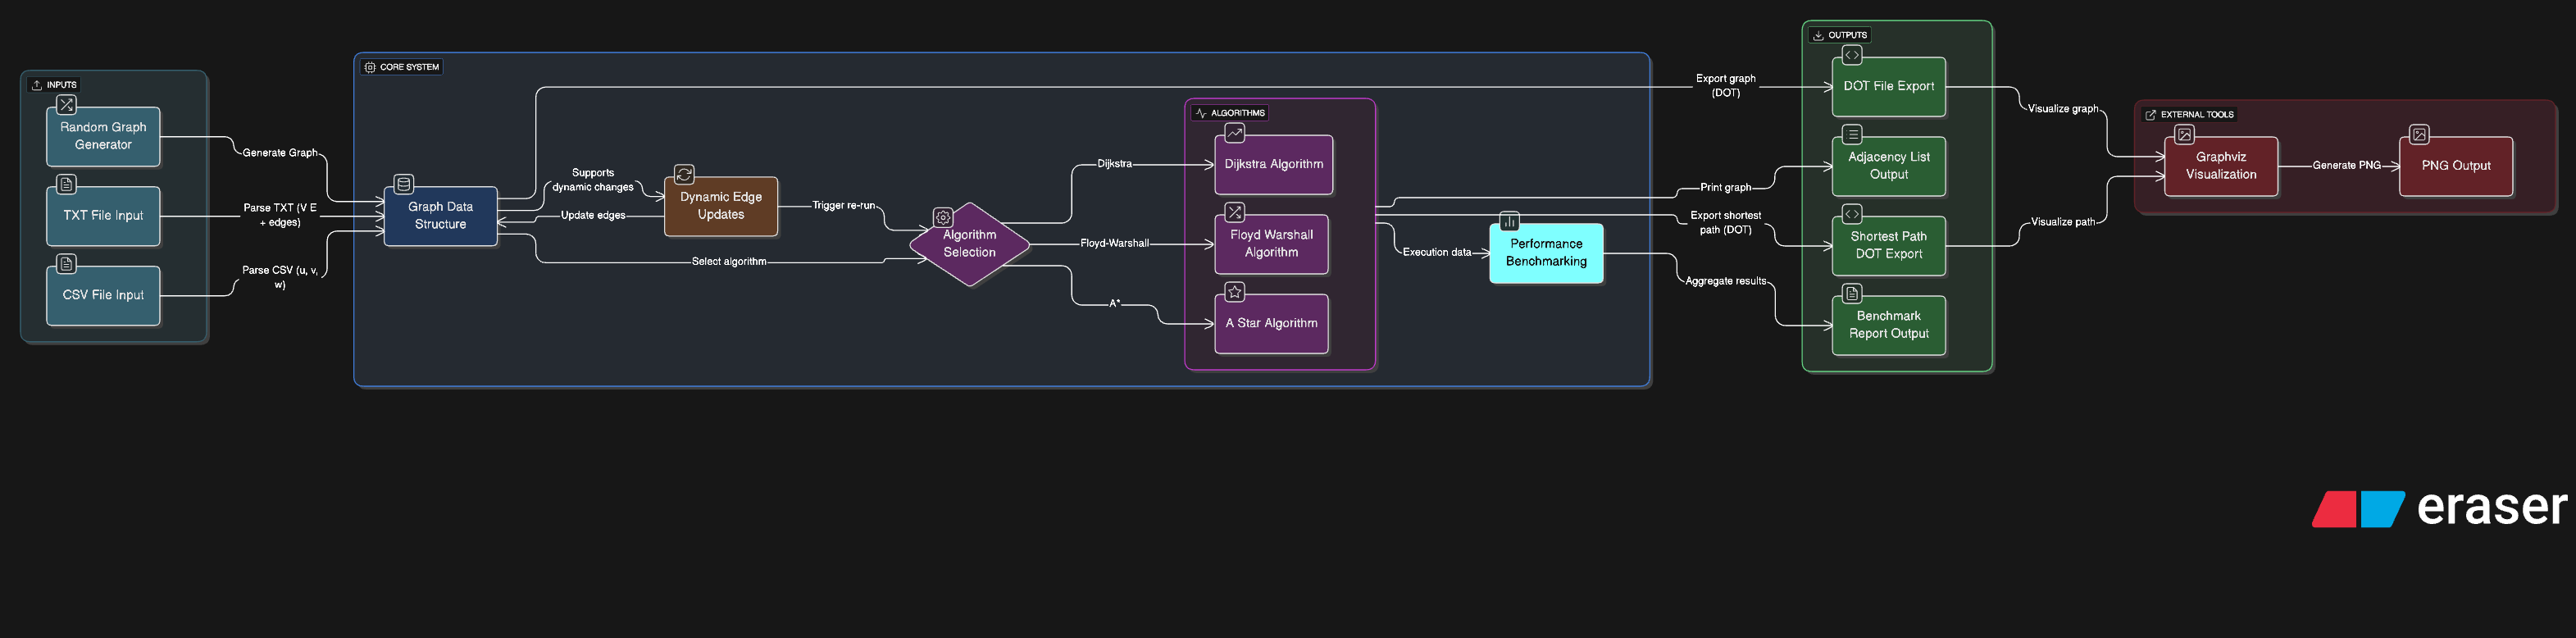 INPUTS
Random Graph
Generator
TXT File Input
CSV File Input
Generate Graph
Parse TXT (V E
+ edges)
Parse CSV (u, v,
w)
CORE SYSTEM
Graph Data
Structure
Supports
dynamic changes
Update edges
Dynamic Edge
Updates
Trigger re-run
Select algorithm
Algorithm
Selection
Dijkstra
Floyd-Warshall
A*
ALGORITHMS
Dijkstra Algorithm
Floyd Warshall
Algorithm
A Star Algorithm
Execution data
Performance
Benchmarking
Export graph
(DOT)
Print graph
Export shortest
path (DOT)
Aggregate results
OUTPUTS
DOT File Export
Adjacency List
Output
Shortest Path
DOT Export
Benchmark
Report Output
Visualize graph
Visualize path
EXTERNAL TOOLS
Graphviz
Visualization
Generate PNG
PNG Output
eraser